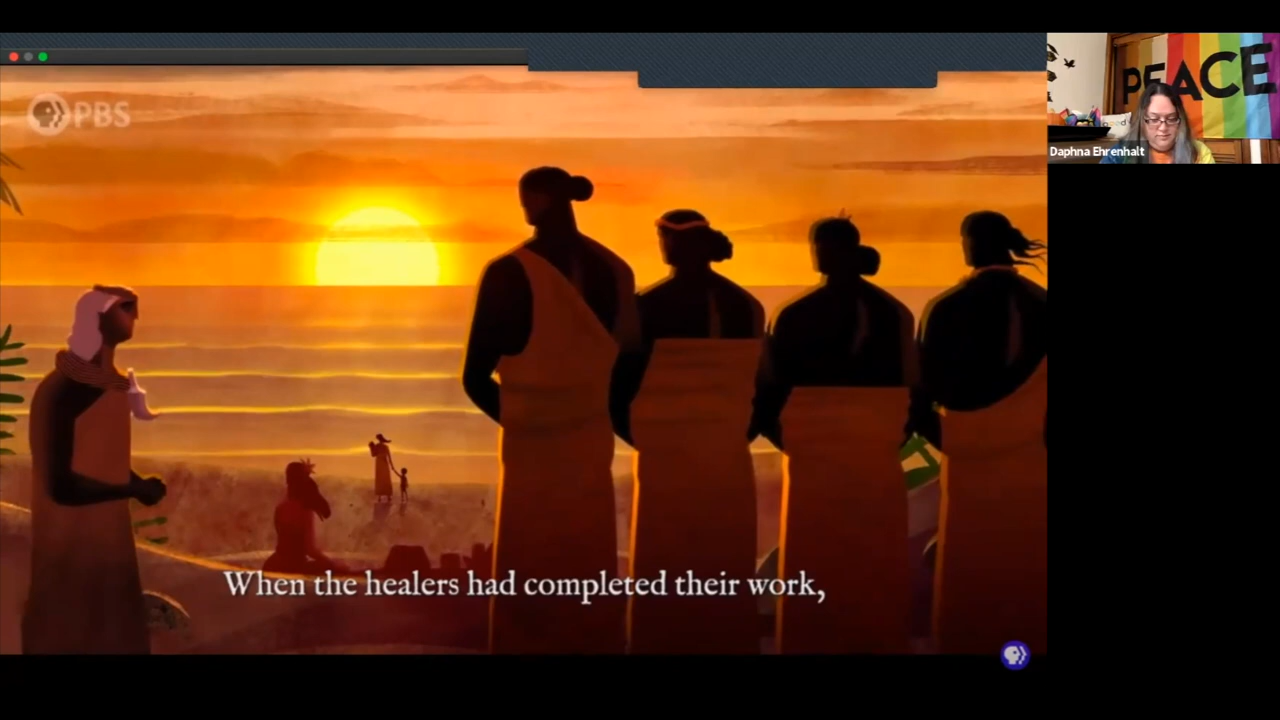 PBS
PEACE
Daphna Ehrenhalt
When the healers had completed their work,